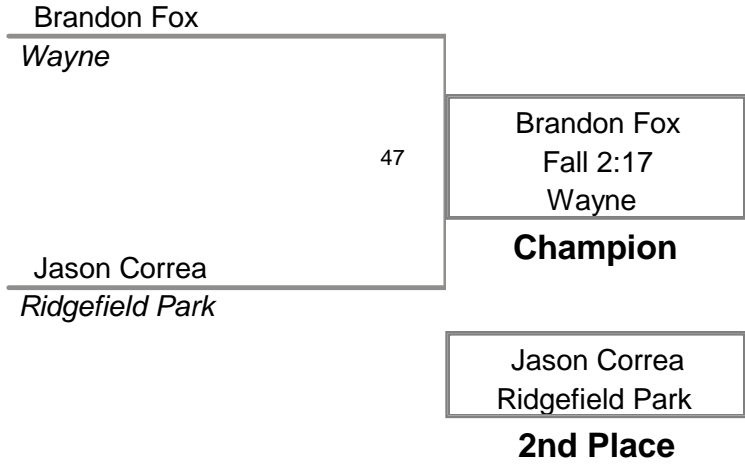 Brandon Fox
Wayne
47
Jason Correa
Ridgefield Park
Brandon Fox
Fall 2:17
Wayne
Champion
Jason Correa
Ridgefield Park
2nd Place